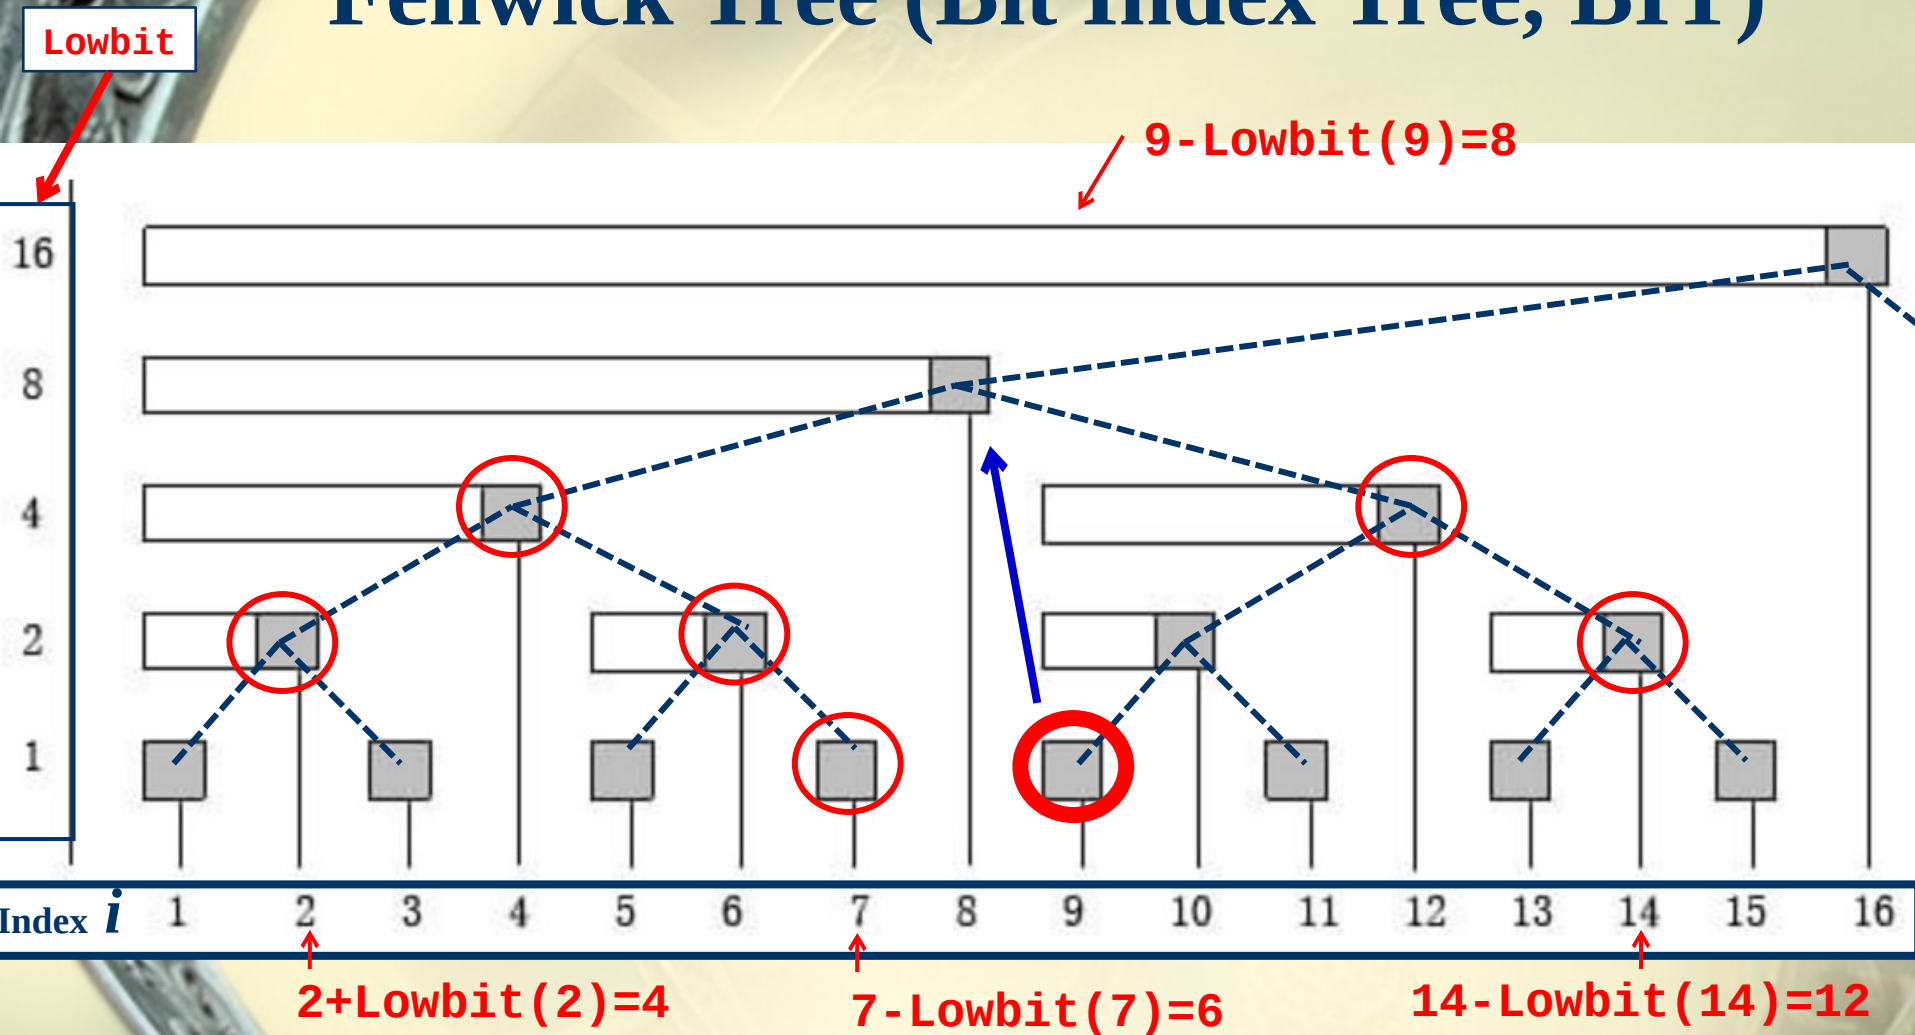 Fenwick Tree (Bit Index Tree, BIT)
Lowbit
9-Lowbit(9)=8
16
8
4
2
1
Index i 1 2 3 4 5 6 7 8 9 10 11 12 13 14 15 16
2+Lowbit(2)=4 7-Lowbit(7)=6 14-Lowbit(14)=12